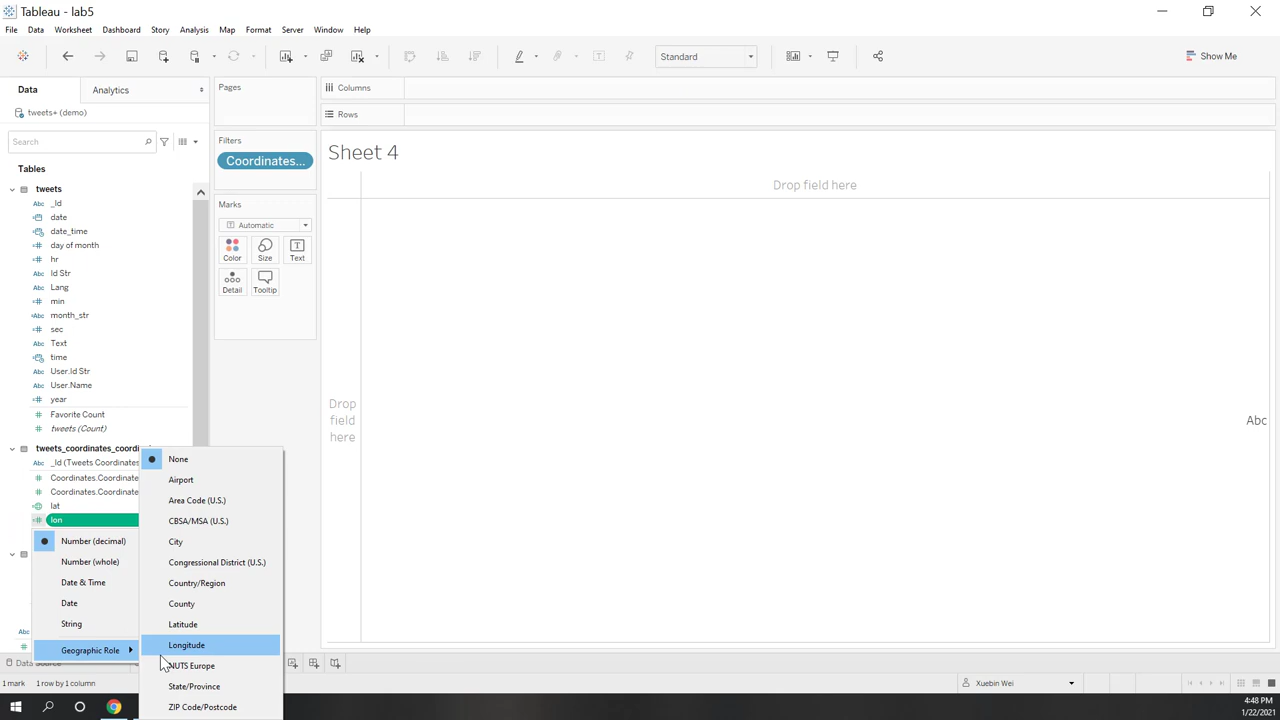 Tableau - lab5
File Data Worksheet Dashboard Story Analysis Map Format Server Window Help
Standard
Show Me
Data
Analytics
tweets+ (demo)
Search
Tables
tweets
_Id
date
date_time
day of month
hr
Id Str
Lang
min
month_str
sec
Text
time
User.Id Str
User.Name
year
Favorite Count
tweets (Count)
tweets_coordinates_coordi
_Id (Tweets Coordinates
Coordinates.Coordinate
Coordinates.Coordinate
lat
lon
Number (decimal)
Number (whole)
Date & Time
Date
String
Geographic Role
None
Airport
Area Code (U.S.)
CBSA/MSA (U.S.)
City
Congressional District (U.S.)
Country/Region
County
Latitude
Longitude
NUTS Europe
State/Province
ZIP Code/Postcode
Pages
Filters
Coordinates...
Marks
Automatic
Color
Size
Text
Detail
Tooltip
Columns
Rows
Sheet 4
Drop field here
Drop
field
here
Abc
Data Source
1 mark
1 row by 1 column
Xuebin Wei
4:48 PM
1/22/2021